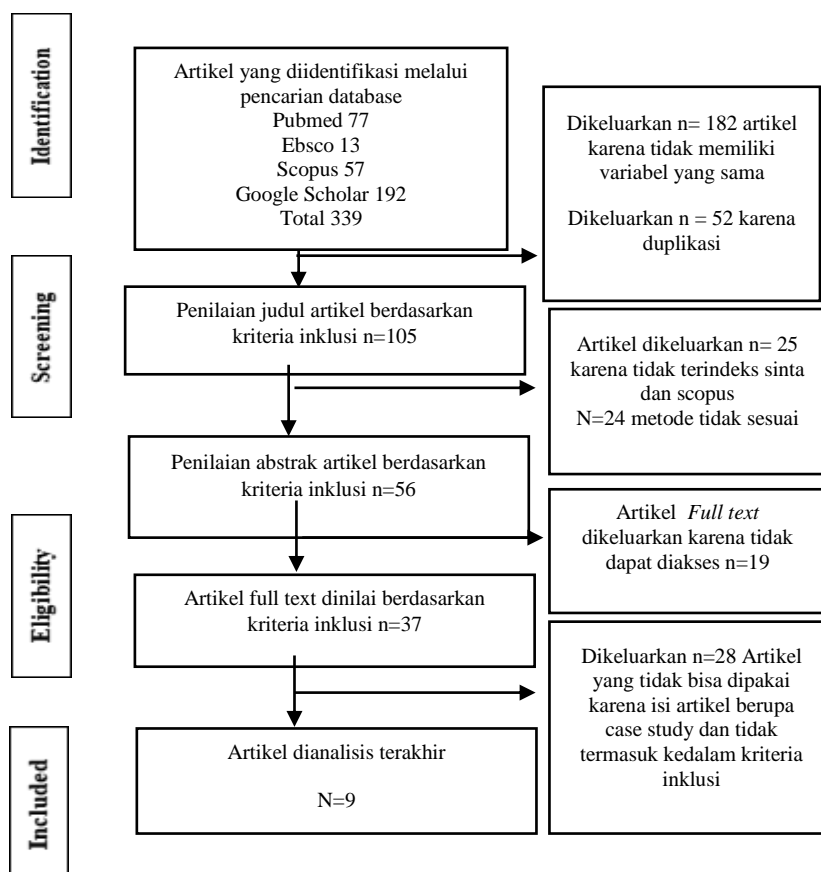 Identification
Artikel yang diidentifikasi melalui
pencarian database
Pubmed 77
Ebsco 13
Scopus 57
Google Scholar 192
Total 339
Dikeluarkan n= 182 artikel
karena tidak memiliki
variabel yang sama
Dikeluarkan n = 52 karena
duplikasi
Screening
Penilaian judul artikel berdasarkan
kriteria inklusi n=105
Artikel dikeluarkan n= 25
karena tidak terindeks sinta
dan scopus
N=24 metode tidak sesuai
Penilaian abstrak artikel berdasarkan
kriteria inklusi n=56
Artikel Full text
dikeluarkan karena tidak
dapat diakses n=19
Eligibility
Artikel full text dinilai berdasarkan
kriteria inklusi n=37
Dikeluarkan n=28 Artikel
yang tidak bisa dipakai
karena isi artikel berupa
case study dan tidak
termasuk kedalam kriteria
inklusi
Included
Artikel dianalisis terakhir
N=9